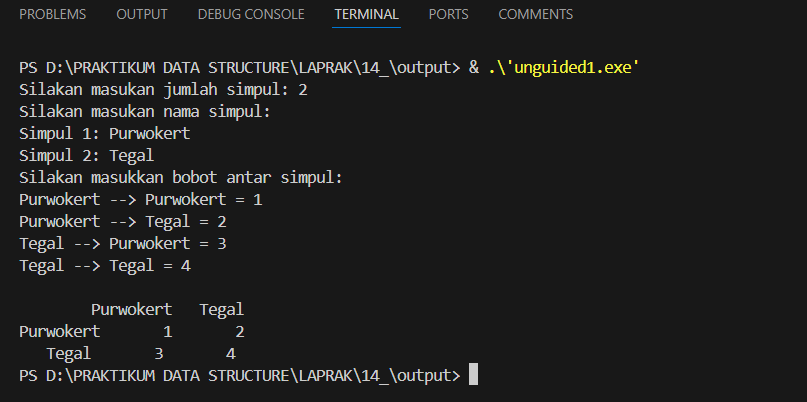 PROBLEMS OUTPUT DEBUG CONSOLE TERMINAL PORTS COMMENTS
PS D:\PRAKTIKUM DATA STRUCTURE\LAPRAK\14_\output> & .\'unguided1.exe'
Silakan masukan jumlah simpul: 2
Silakan masukan nama simpul:
Simpul 1: Purwokert
Simpul 2: Tegal
Silakan masukkan bobot antar simpul:
Purwokert --> Purwokert = 1
Purwokert --> Tegal = 2
Tegal --> Purwokert = 3
Tegal --> Tegal = 4
Purwokert Tegal
Purwokert 1 2
Tegal 3 4
PS D:\PRAKTIKUM DATA STRUCTURE\LAPRAK\14_\output>